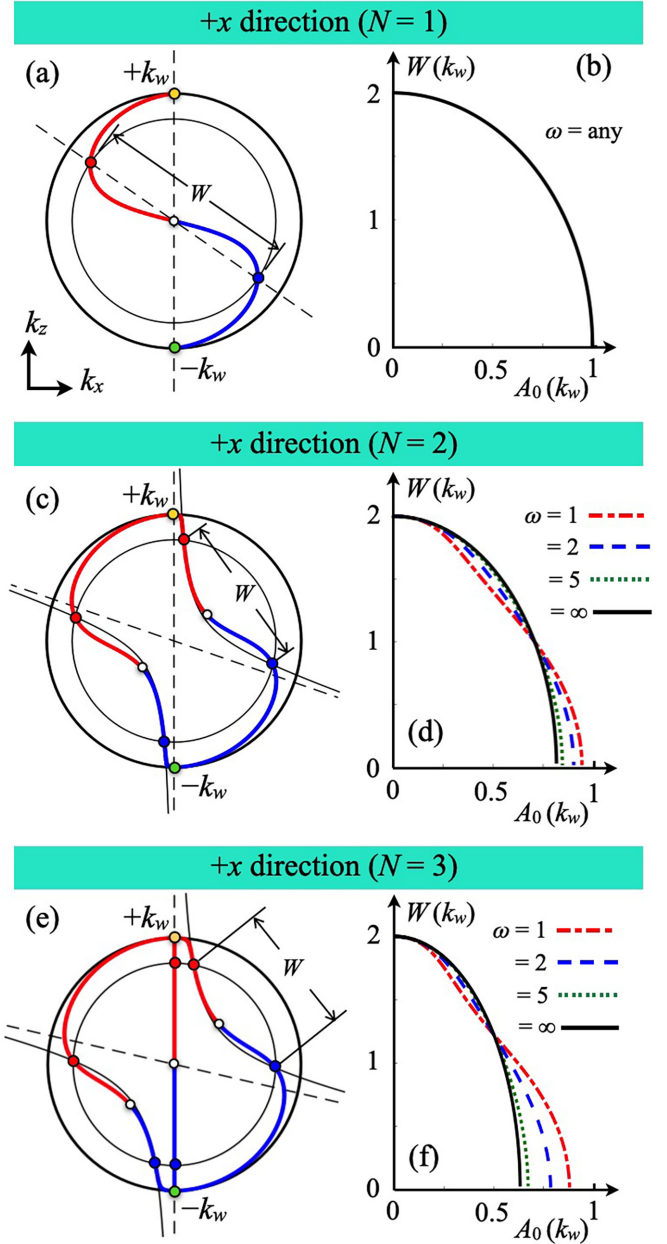 +x direction (N = 1)
(a)
+k_w
W
k_z
k_x
−k_w
W (k_w)
(b)
2
ω = any
1
0
0
0.5
1
A_0 (k_w)
+x direction (N = 2)
(c)
+k_w
W
−k_w
W (k_w)
2
ω = 1
= 2
= 5
= ∞
1
(d)
0
0
0.5
1
A_0 (k_w)
+x direction (N = 3)
(e)
+k_w
W
−k_w
W (k_w)
2
ω = 1
= 2
= 5
= ∞
1
(f)
0
0
0.5
1
A_0 (k_w)